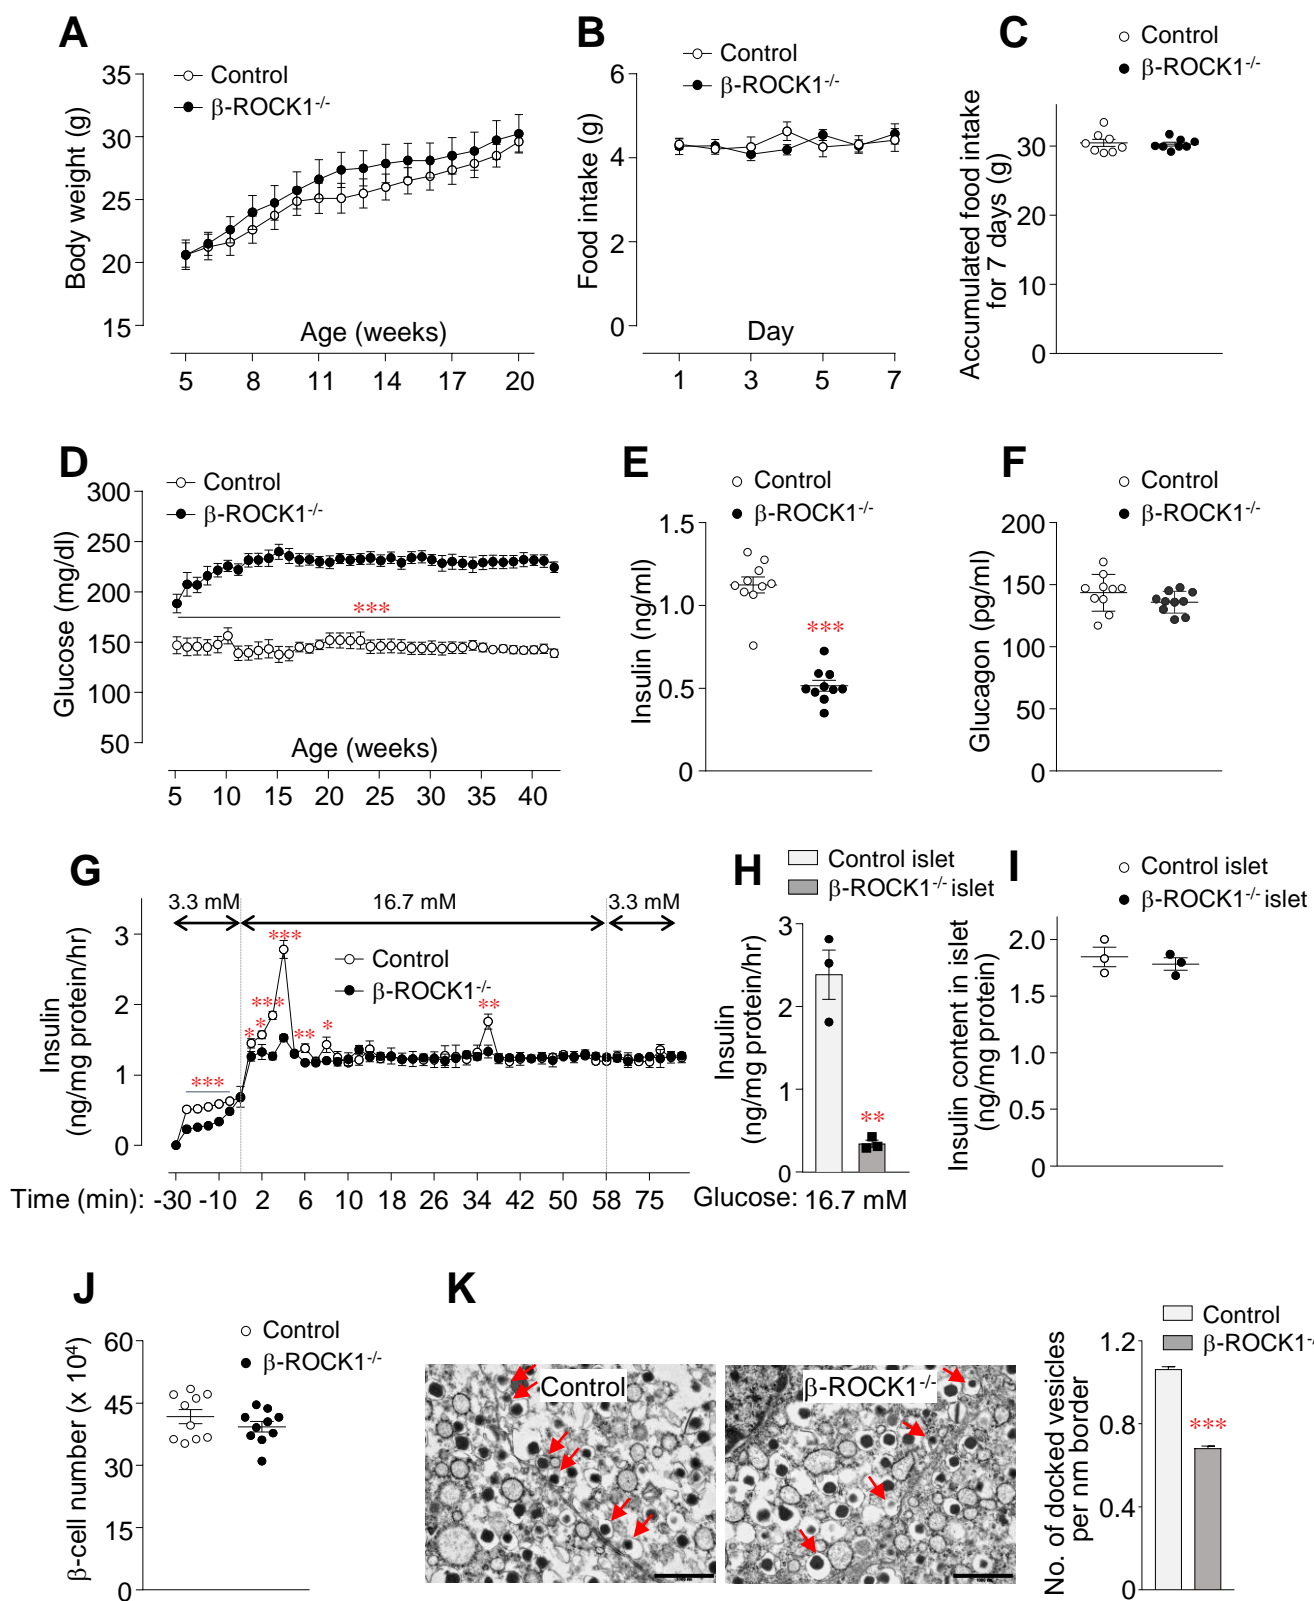 A
Control
β-ROCK1-/-
Body weight (g)
35
30
25
20
15
Age (weeks)
5 8 11 14 17 20
B
Control
β-ROCK1-/-
Food intake (g)
6
4
2
0
Day
1 3 5 7
C
Control
β-ROCK1-/-
Accumulated food intake
for 7 days (g)
30
20
10
0
D
Control
β-ROCK1-/-
Glucose (mg/dl)
300
250
200
150
100
50
***
Age (weeks)
5 10 15 20 25 30 35 40
E
Control
β-ROCK1-/-
Insulin (ng/ml)
1.5
1.0
0.5
0
***
F
Control
β-ROCK1-/-
Glucagon (pg/ml)
200
150
100
50
0
G
3.3 mM 16.7 mM 3.3 mM
Control
β-ROCK1-/-
Insulin
(ng/mg protein/hr)
3
2
1
0
***
*
*
***
***
**
*
**
Time (min): -30 -10 2 6 10 18 26 34 42 50 58 75
H
Control islet
β-ROCK1-/- islet
Insulin
(ng/mg protein/hr)
3
2
1
0
**
Glucose: 16.7 mM
I
Control islet
β-ROCK1-/- islet
Insulin content in islet
(ng/mg protein)
2.0
1.5
1.0
0.5
0
J
Control
β-ROCK1-/-
β-cell number (x 10⁴)
60
45
30
15
0
K
Control
β-ROCK1-/-
Control
β-ROCK1-/
No. of docked vesicles
per nm border
1.2
0.8
0.4
0
***